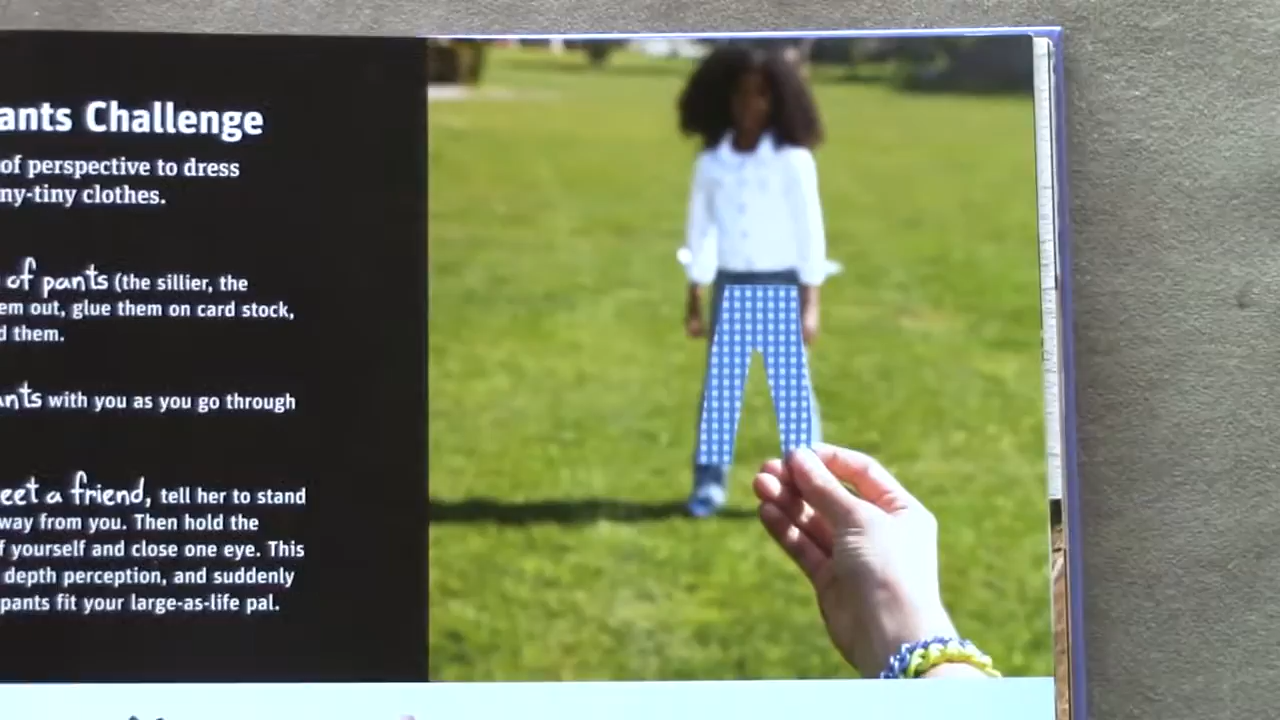 ants Challenge
of perspective to dress
ny-tiny clothes.
of pants (the sillier, the
em out, glue them on card stock,
d them.
nts with you as you go through
eet a friend, tell her to stand
way from you. Then hold the
f yourself and close one eye. This
depth perception, and suddenly
pants fit your large-as-life pal.